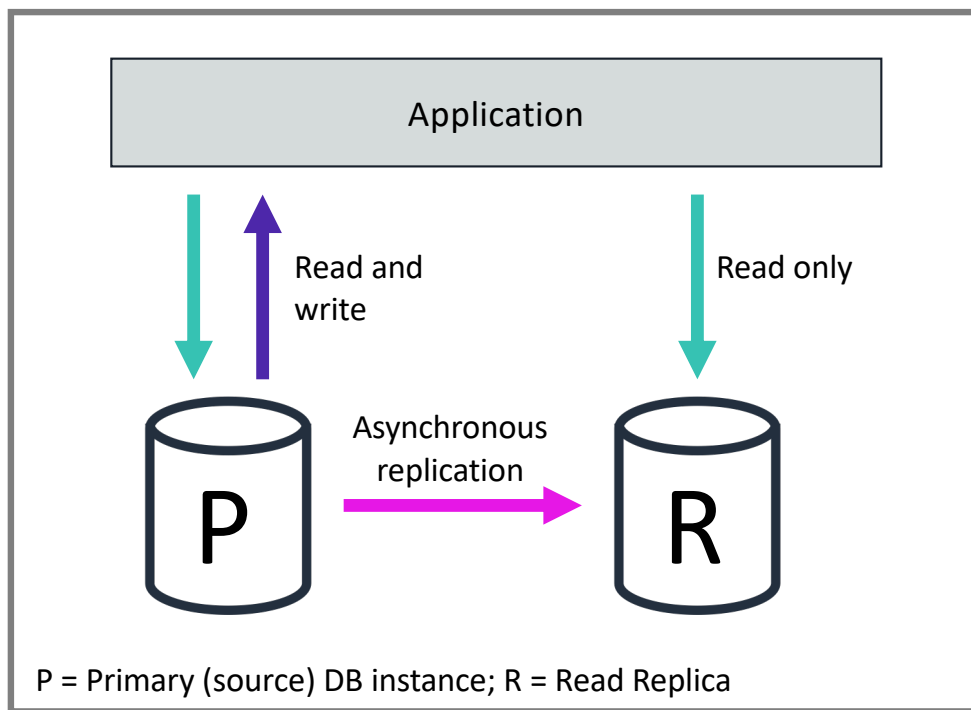 Application
Read and
write
Read only
Asynchronous
replication
P
R
P = Primary (source) DB instance; R = Read Replica